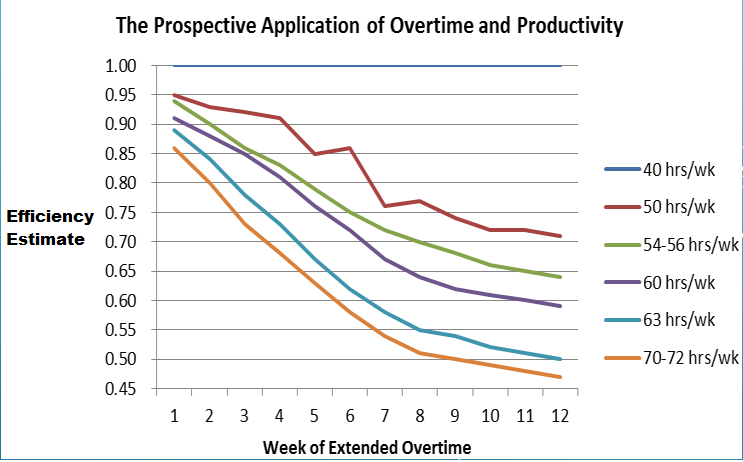 The Prospective Application of Overtime and Productivity
1.00
0.95
0.90
0.85
0.80
0.75
0.70
0.65
0.60
0.55
0.50
0.45
Efficiency
Estimate
1 2 3 4 5 6 7 8 9 10 11 12
Week of Extended Overtime
40 hrs/wk
50 hrs/wk
54-56 hrs/wk
60 hrs/wk
63 hrs/wk
70-72 hrs/wk